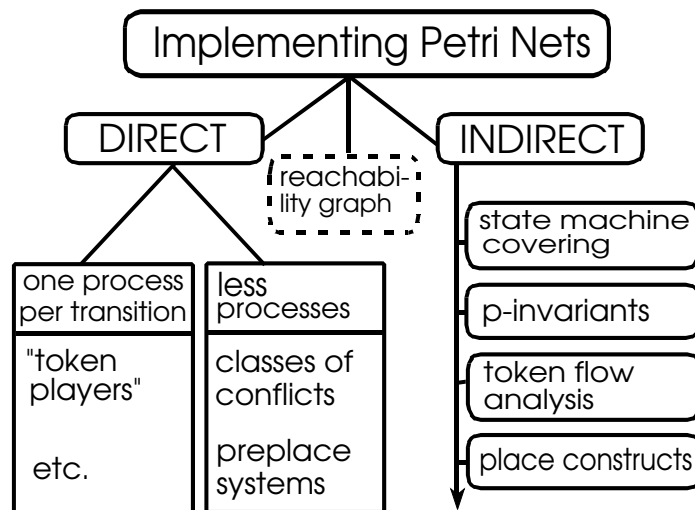 Implementing Petri Nets
DIRECT
INDIRECT
reachabi-
lity graph
one process
per transition
"token
players"
etc.
less
processes
classes of
conflicts
preplace
systems
state machine
covering
p-invariants
token flow
analysis
place constructs